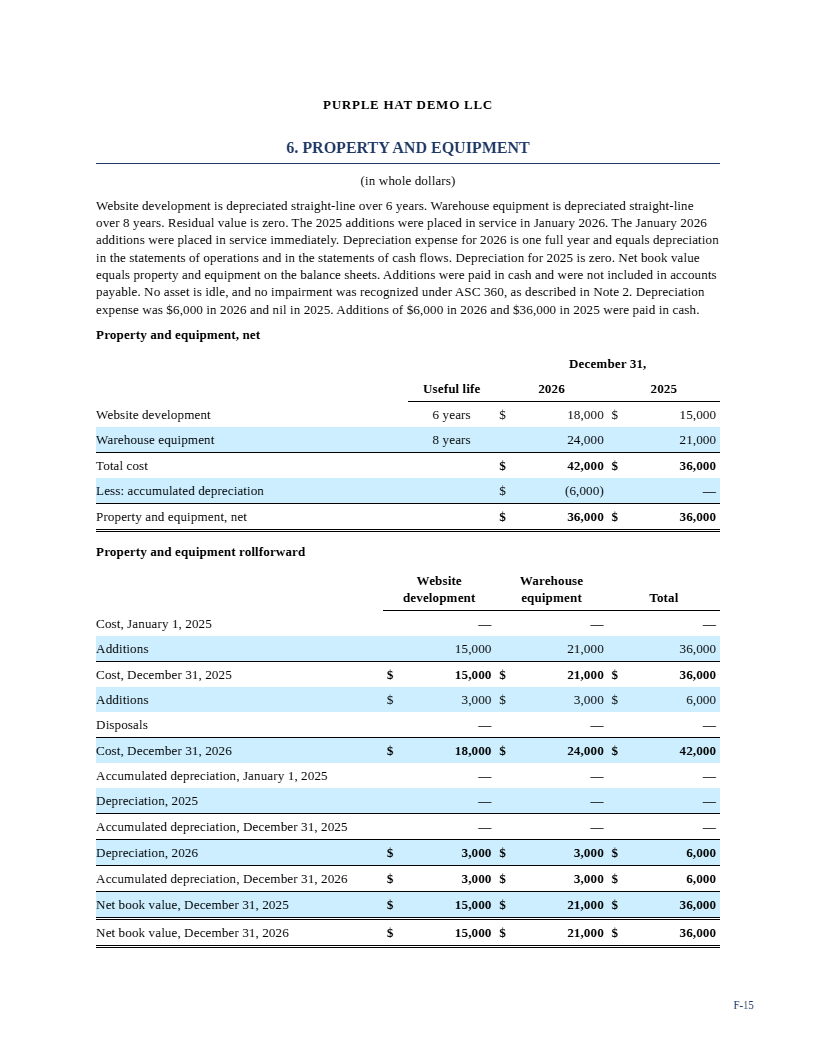 PURPLE HAT DEMO LLC
6. PROPERTY AND EQUIPMENT
(in whole dollars)
Website development is depreciated straight-line over 6 years. Warehouse equipment is depreciated straight-line
over 8 years. Residual value is zero. The 2025 additions were placed in service in January 2026. The January 2026
additions were placed in service immediately. Depreciation expense for 2026 is one full year and equals depreciation
in the statements of operations and in the statements of cash flows. Depreciation for 2025 is zero. Net book value
equals property and equipment on the balance sheets. Additions were paid in cash and were not included in accounts
payable. No asset is idle, and no impairment was recognized under ASC 360, as described in Note 2. Depreciation
expense was $6,000 in 2026 and nil in 2025. Additions of $6,000 in 2026 and $36,000 in 2025 were paid in cash.
Property and equipment, net
December 31,
Useful life 2026 2025
Website development 6 years $ 18,000 $ 15,000
Warehouse equipment 8 years 24,000 21,000
Total cost $ 42,000 $ 36,000
Less: accumulated depreciation $ (6,000) —
Property and equipment, net $ 36,000 $ 36,000
Property and equipment rollforward
Website Warehouse
development equipment Total
Cost, January 1, 2025 — — —
Additions 15,000 21,000 36,000
Cost, December 31, 2025 $ 15,000 $ 21,000 $ 36,000
Additions $ 3,000 $ 3,000 $ 6,000
Disposals — — —
Cost, December 31, 2026 $ 18,000 $ 24,000 $ 42,000
Accumulated depreciation, January 1, 2025 — — —
Depreciation, 2025 — — —
Accumulated depreciation, December 31, 2025 — — —
Depreciation, 2026 $ 3,000 $ 3,000 $ 6,000
Accumulated depreciation, December 31, 2026 $ 3,000 $ 3,000 $ 6,000
Net book value, December 31, 2025 $ 15,000 $ 21,000 $ 36,000
Net book value, December 31, 2026 $ 15,000 $ 21,000 $ 36,000
F-15